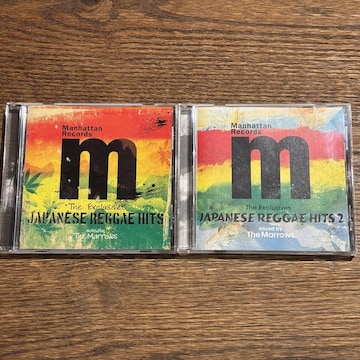 Manhattan
Records
m
"The Exclusives"
JAPANESE REGGAE HITS
mixed by
The Marrows
Manhattan
Records
m
The Exclusives
JAPANESE REGGAE HITS 2
mixed by
The Marrows